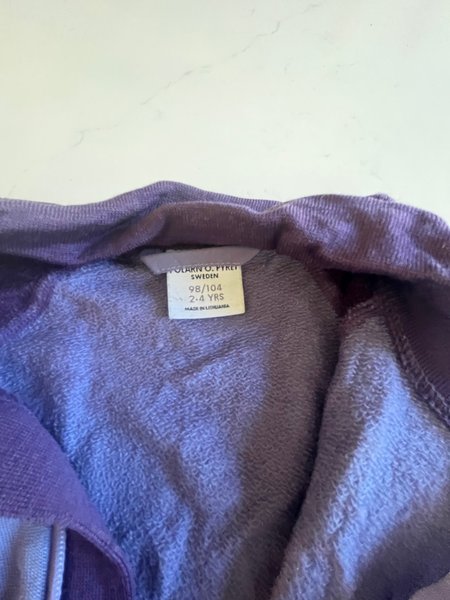 POLARN O. PYRET
SWEDEN
98/104
2-4 YRS
MADE IN LITHUANIA